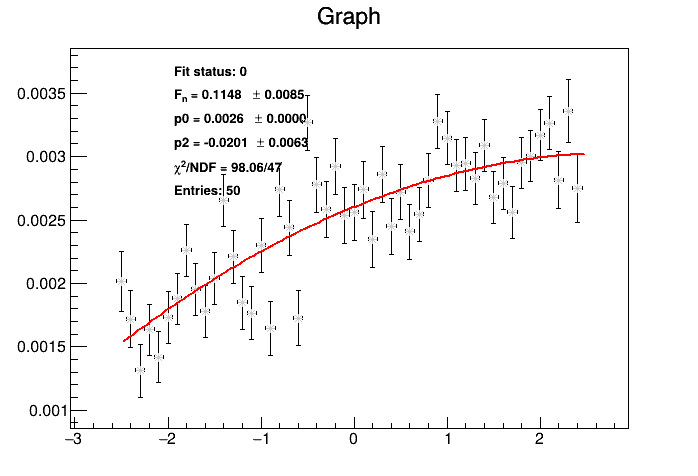 Graph
Fit status: 0
Fn = 0.1148 ± 0.0085
p0 = 0.0026 ± 0.0000
p2 = -0.0201 ± 0.0063
χ2/NDF = 98.06/47
Entries: 50
0.0035
0.003
0.0025
0.002
0.0015
0.001
−3 −2 −1 0 1 2